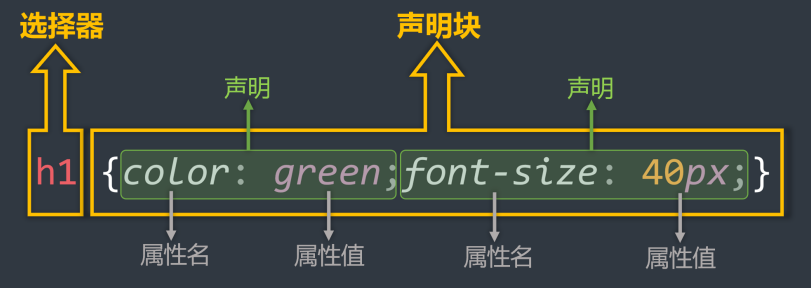 选择器 声明块
声明 声明
h1 {color: green;font-size: 40px;}
属性名 属性值 属性名 属性值